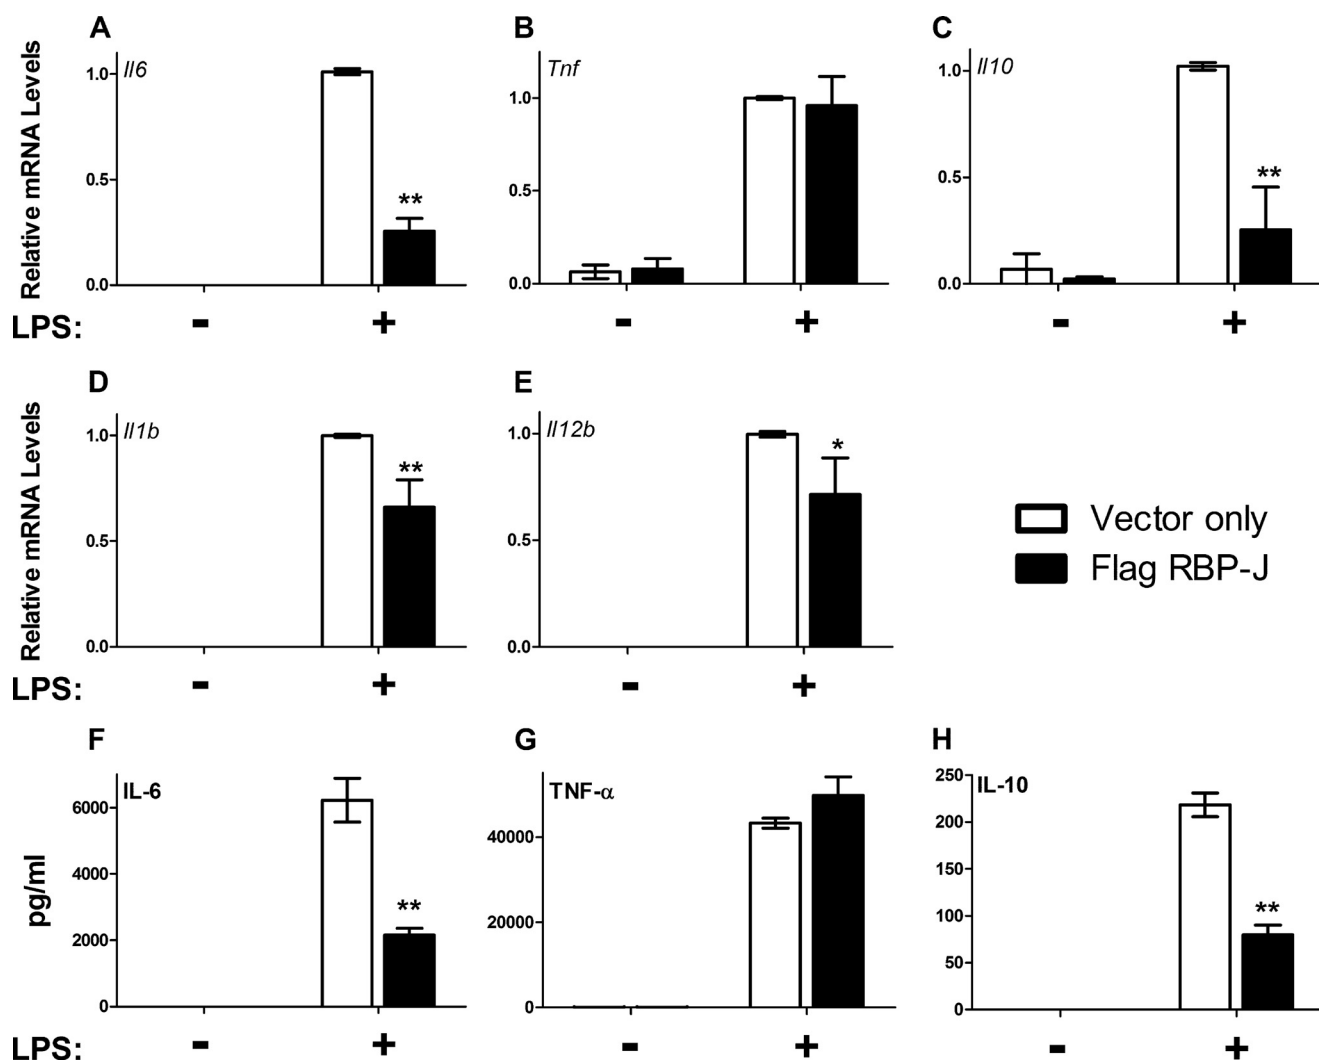 A B C
Relative mRNA Levels
Il6 Tnf Il10
1.0 1.0 1.0
** **
0.5 0.5 0.5
0.0 0.0 0.0
LPS: - + - + - +
D E
Relative mRNA Levels
Il1b Il12b
1.0 1.0
** *
0.5 0.5
0.0 0.0
LPS: - + - +
Vector only
Flag RBP-J
F G H
pg/ml
IL-6 TNF-α IL-10
6000
4000
2000
0
**
40000
20000
0
250
200
150
100
50
0
**
LPS: - + - + - +